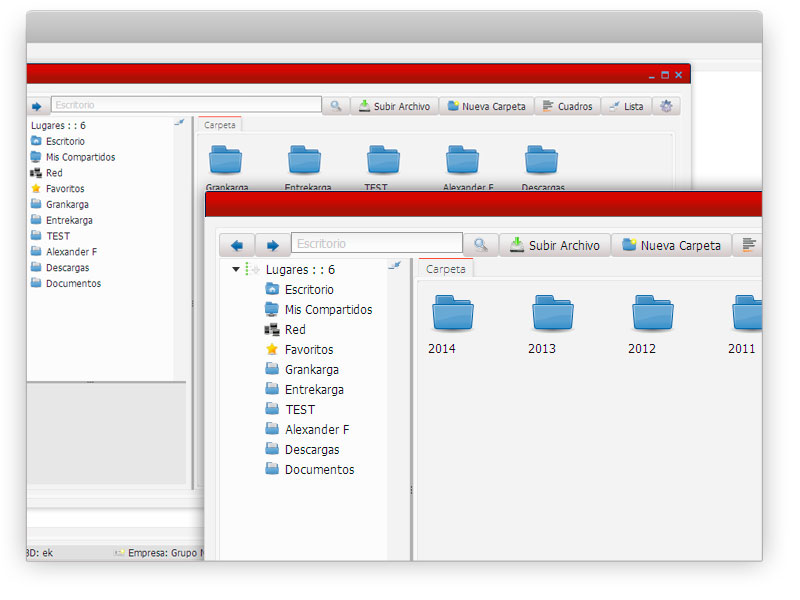 Escritorio
Subir Archivo
Nueva Carpeta
Cuadros
Lista
Lugares : : 6
Escritorio
Mis Compartidos
Red
Favoritos
Grankarga
Entrekarga
TEST
Alexander F
Descargas
Documentos
Carpeta
Grankarga
Entrekarga
TEST
Alexander F
Descargas
BD: ek
Empresa: Grupo
Escritorio
Subir Archivo
Nueva Carpeta
Lugares : : 6
Escritorio
Mis Compartidos
Red
Favoritos
Grankarga
Entrekarga
TEST
Alexander F
Descargas
Documentos
Carpeta
2014
2013
2012
2011